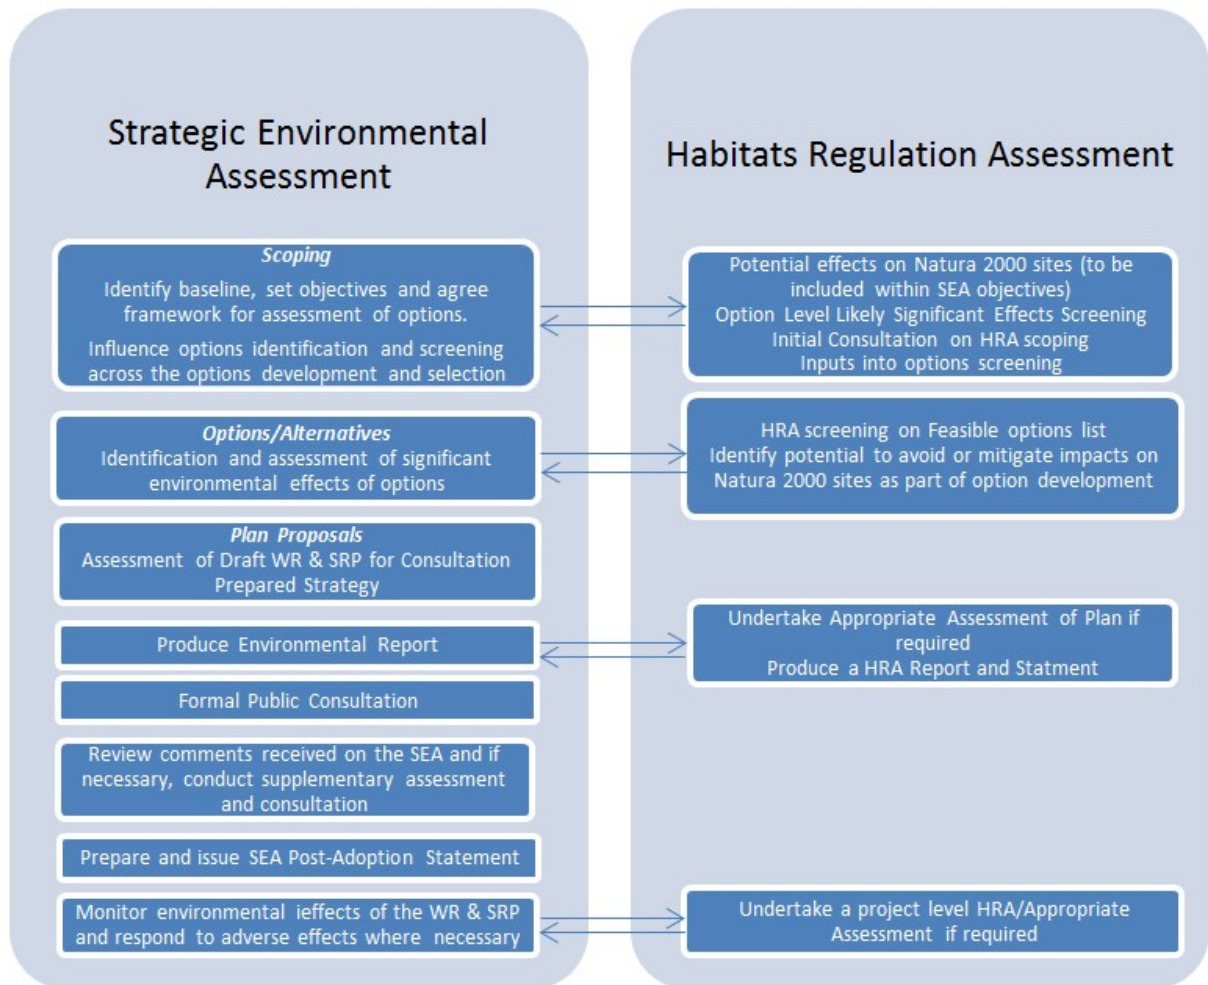 Strategic Environmental
Assessment
Scoping
Identify baseline, set objectives and agree
framework for assessment of options.
Influence options identification and screening
across the options development and selection
Options/Alternatives
Identification and assessment of significant
environmental effects of options
Plan Proposals
Assessment of Draft WR & SRP for Consultation
Prepared Strategy
Produce Environmental Report
Formal Public Consultation
Review comments received on the SEA and if
necessary, conduct supplementary assessment
and consultation
Prepare and issue SEA Post-Adoption Statement
Monitor environmental ieffects of the WR & SRP
and respond to adverse effects where necessary
Habitats Regulation Assessment
Potential effects on Natura 2000 sites (to be
included within SEA objectives)
Option Level Likely Significant Effects Screening
Initial Consultation on HRA scoping
Inputs into options screening
HRA screening on Feasible options list
Identify potential to avoid or mitigate impacts on
Natura 2000 sites as part of option development
Undertake Appropriate Assessment of Plan if
required
Produce a HRA Report and Statment
Undertake a project level HRA/Appropriate
Assessment if required